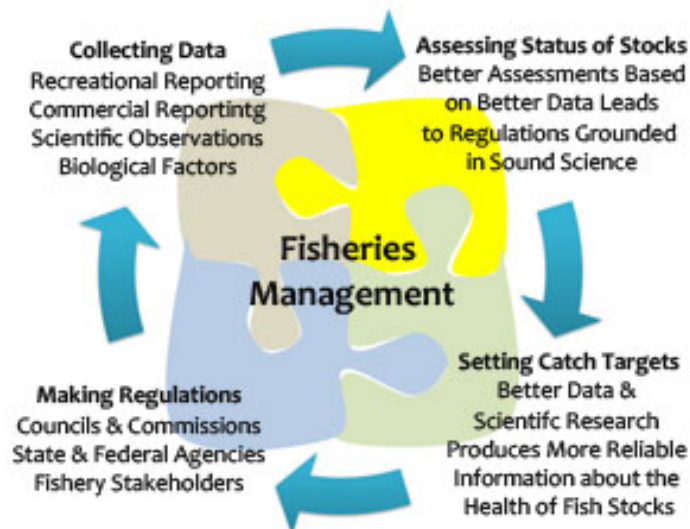 Collecting Data
Recreational Reporting
Commercial Reportintg
Scientific Observations
Biological Factors
Assessing Status of Stocks
Better Assessments Based
on Better Data Leads
to Regulations Grounded
in Sound Science
Fisheries
Management
Making Regulations
Councils & Commissions
State & Federal Agencies
Fishery Stakeholders
Setting Catch Targets
Better Data &
Scientifc Research
Produces More Reliable
Information about the
Health of Fish Stocks